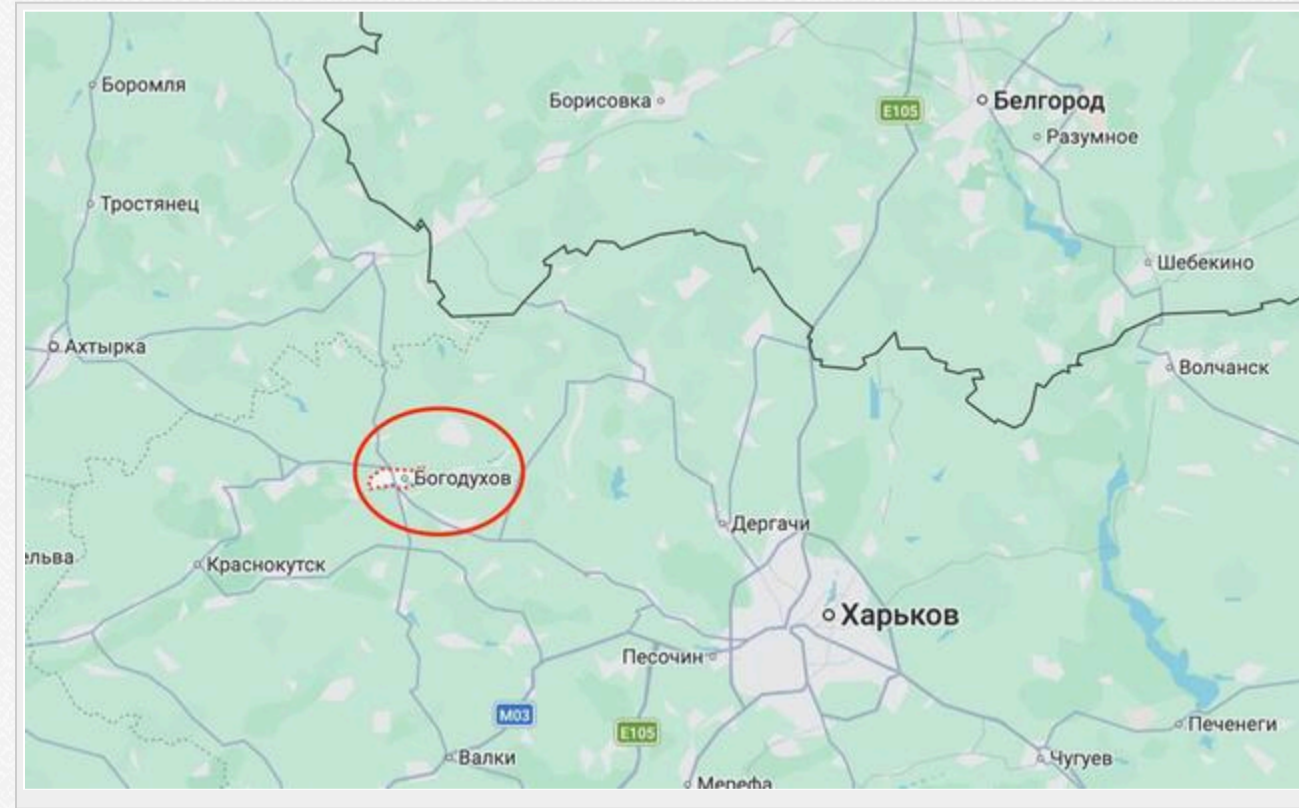 Боромля
Борисовка
E105
Белгород
Разумное
Тростянец
Шебекино
Ахтырка
Волчанск
Богодухов
Дергачи
ельва
Краснокутск
Харьков
Песочин
M03
E105
Печенеги
Валки
Чугуев
Мерефа